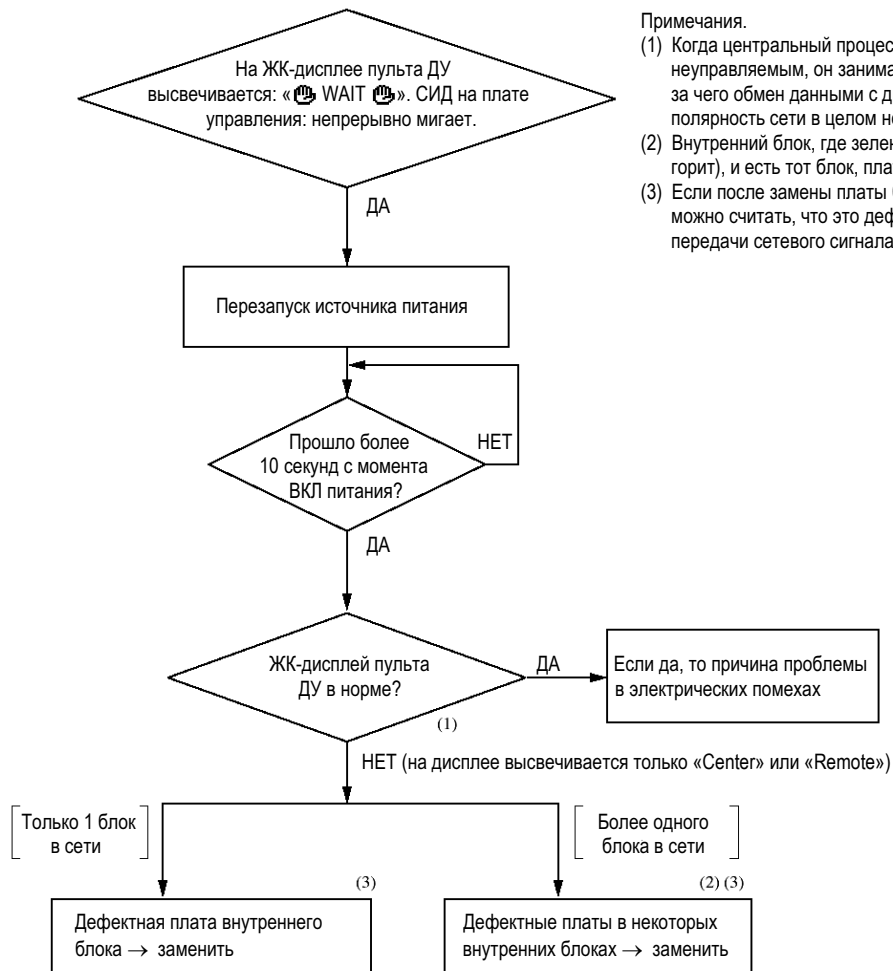 На ЖК-дисплее пульта ДУ
высвечивается: « WAIT ». СИД на плате
управления: непрерывно мигает.
Примечания.
(1) Когда центральный
неуправляемым, он
за чего обмен данными с
полярность сети в целом
(2) Внутренний блок, где
горит), и есть тот блок,
(3) Если после замены платы
можно считать, что это
передачи сетевого сигнала
ДА
Перезапуск источника питания
Прошло более
10 секунд с момента
ВКЛ питания?
НЕТ
ДА
ЖК-дисплей пульта
ДУ в норме?
(1)
ДА
Если да, то причина проблемы
в электрических помехах
НЕТ (на дисплее высвечивается только «Center» или «Remote»)
Только 1 блок
в сети
Более одного
блока в сети
(3)
Дефектная плата внутреннего
блока → заменить
(2) (3)
Дефектные платы в некоторых
внутренних блоках → заменить